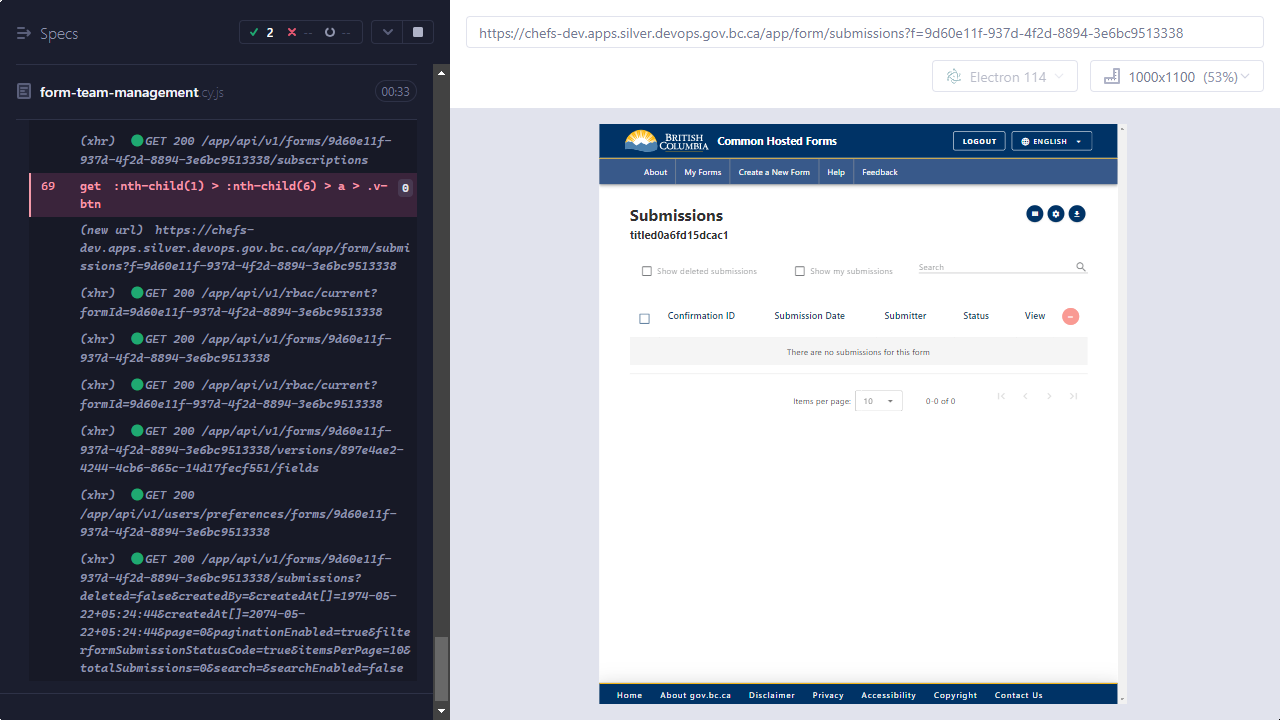 Specs
2
--
--
form-team-management.cy.js
00:33
(xhr) GET 200 /app/api/v1/forms/9d60e11f-
937d-4f2d-8894-3e6bc9513338/subscriptions
69 get :nth-child(1) > :nth-child(6) > a > .v-
btn
0
(new url) https://chefs-
dev.apps.silver.devops.gov.bc.ca/app/form/submi
ssions?f=9d60e11f-937d-4f2d-8894-3e6bc9513338
(xhr) GET 200 /app/api/v1/rbac/current?
formId=9d60e11f-937d-4f2d-8894-3e6bc9513338
(xhr) GET 200 /app/api/v1/forms/9d60e11f-
937d-4f2d-8894-3e6bc9513338
(xhr) GET 200 /app/api/v1/rbac/current?
formId=9d60e11f-937d-4f2d-8894-3e6bc9513338
(xhr) GET 200 /app/api/v1/forms/9d60e11f-
937d-4f2d-8894-3e6bc9513338/versions/897e4ae2-
4244-4cb6-865c-14d17fecf551/fields
(xhr) GET 200
/app/api/v1/users/preferences/forms/9d60e11f-
937d-4f2d-8894-3e6bc9513338
(xhr) GET 200 /app/api/v1/forms/9d60e11f-
937d-4f2d-8894-3e6bc9513338/submissions?
deleted=false&createdBy=&createdAt[]=1974-05-
22+05:24:44&createdAt[]=2074-05-
22+05:24:44&page=0&paginationEnabled=true&filte
rformSubmissionStatusCode=true&itemsPerPage=10&
totalSubmissions=0&search=&searchEnabled=false
https://chefs-dev.apps.silver.devops.gov.bc.ca/app/form/submissions?f=9d60e11f-937d-4f2d-8894-3e6bc9513338
Electron 114
1000x1100 (53%)
BRITISH
COLUMBIA
Common Hosted Forms
LOGOUT
ENGLISH
About
My Forms
Create a New Form
Help
Feedback
Submissions
titled0a6fd15dcac1
Show deleted submissions
Show my submissions
Search
Confirmation ID
Submission Date
Submitter
Status
View
There are no submissions for this form
Items per page:
10
0-0 of 0
Home
About gov.bc.ca
Disclaimer
Privacy
Accessibility
Copyright
Contact Us